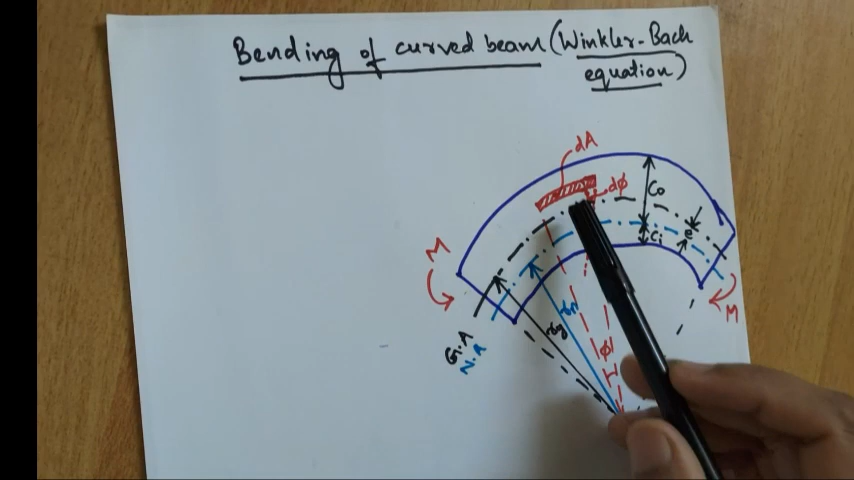 Bending of curved beam (Winkler-Bach
equation)
dA
dφ
Co
e
Ci
M
M
rn
rg
φ
G.A
N.A